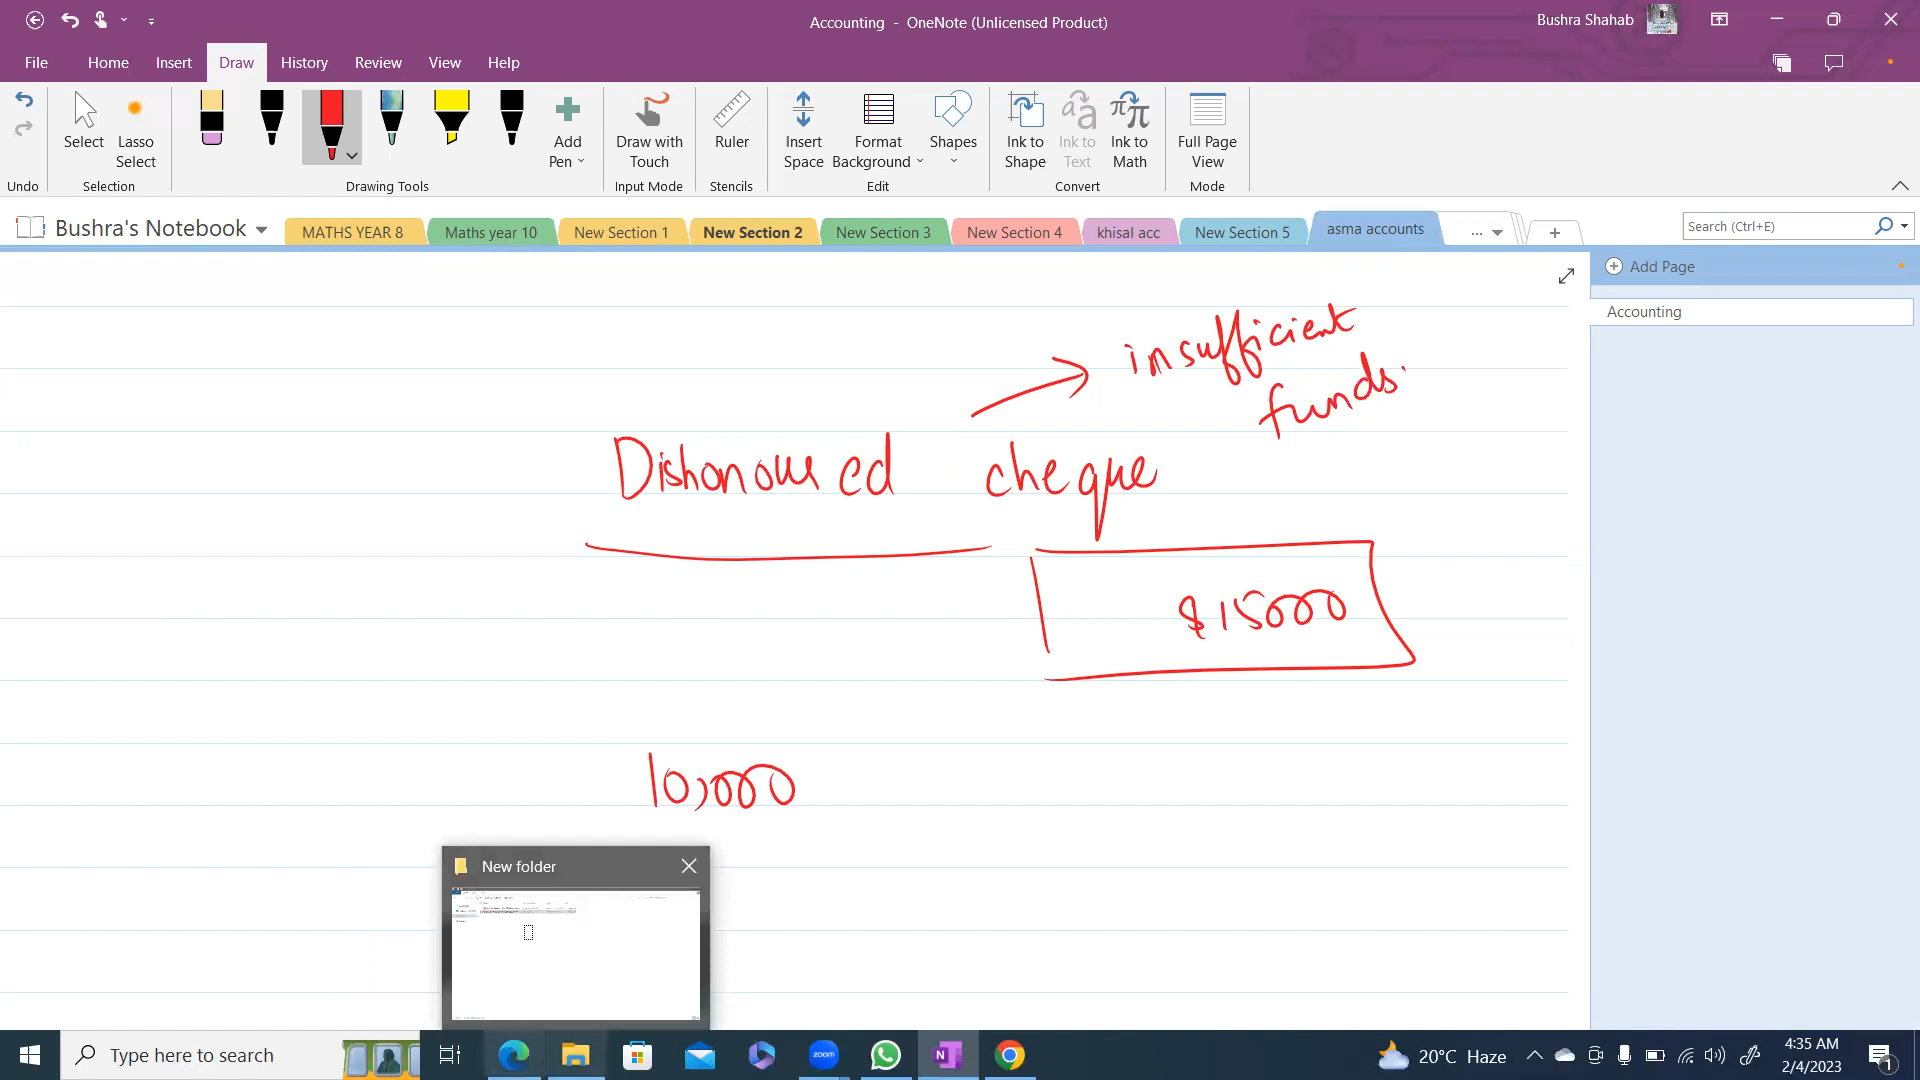 Accounting - OneNote (Unlicensed Product)
Bushra Shahab
File Home Insert Draw History Review View Help
Select
Lasso Select
Add Pen
Draw with Touch
Ruler
Insert Space
Format Background
Shapes
Ink to Shape
Ink to Text
Ink to Math
Full Page View
Undo Selection Drawing Tools Input Mode Stencils Edit Convert Mode
Bushra's Notebook MATHS YEAR 8 Maths year 10 New Section 1 New Section 2 New Section 3 New Section 4 khisal acc New Section 5 asma accounts ... + Search (Ctrl+E)
Add Page
Accounting
insufficient
funds.
Dishonoured cheque
$15000
10,000
New folder
Type here to search
zoom
N
20°C Haze
4:35 AM
2/4/2023
1